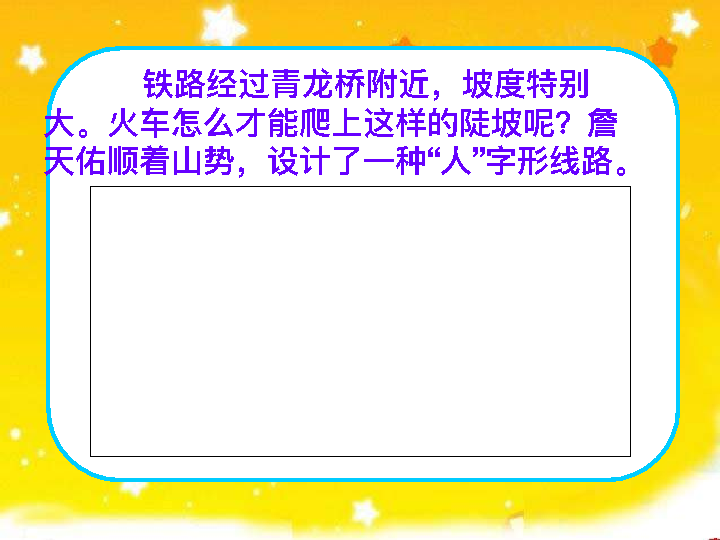 铁路经过青龙桥附近，坡度特别
大。火车怎么才能爬上这样的陡坡呢？詹
天佑顺着山势，设计了一种“人”字形线路。